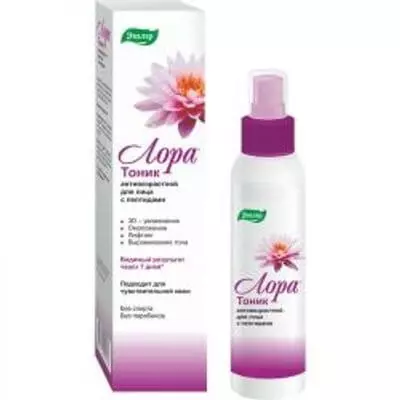 Эвалар
Лора
Тоник
антивозрастной
для лица
с пептидами
3D - увлажнение
Омоложение
Лифтинг
Выравнивание тона
Видимый результат
через 7 дней*
Подходит для
чувствительной кожи
Без спирта
Без парабенов
Эвалар
Лора
Тоник
антивозрастной
для лица
с пептидами